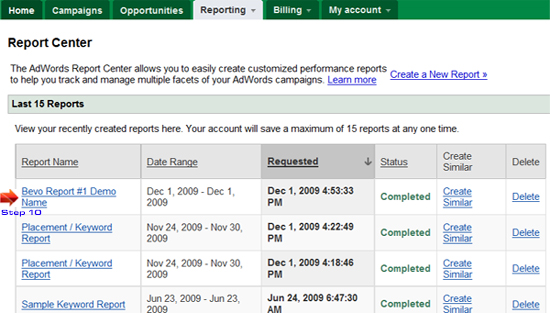 Home Campaigns Opportunities Reporting Billing My account
Report Center
The AdWords Report Center allows you to easily create customized performance reports
to help you track and manage multiple facets of your AdWords campaigns. Learn more Create a New Report »
Last 15 Reports
View your recently created reports here. Your account will save a maximum of 15 reports at any one time.
Report Name Date Range Requested Status Create Similar Delete
Bevo Report #1 Demo Name Dec 1, 2009 - Dec 1, 2009 Dec 1, 2009 4:53:33 PM Completed Create Similar Delete
Step 10
Placement / Keyword Report Nov 24, 2009 - Nov 30, 2009 Dec 1, 2009 4:22:49 PM Completed Create Similar Delete
Placement / Keyword Report Nov 24, 2009 - Nov 30, 2009 Dec 1, 2009 4:18:46 PM Completed Create Similar Delete
Sample Keyword Report Jun 23, 2009 - Jun 23, 2009 Jun 24, 2009 6:47:30 AM Completed Create Similar Delete